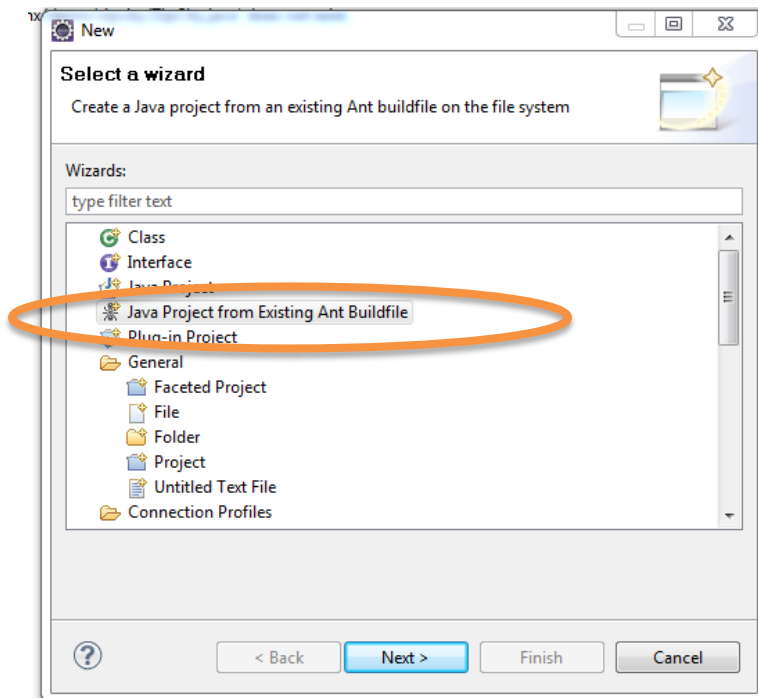 New
Select a wizard
Create a Java project from an existing Ant buildfile on the file system
Wizards:
type filter text
Class
Interface
Java Project
Java Project from Existing Ant Buildfile
Plug-in Project
General
Faceted Project
File
Folder
Project
Untitled Text File
Connection Profiles
< Back
Next >
Finish
Cancel